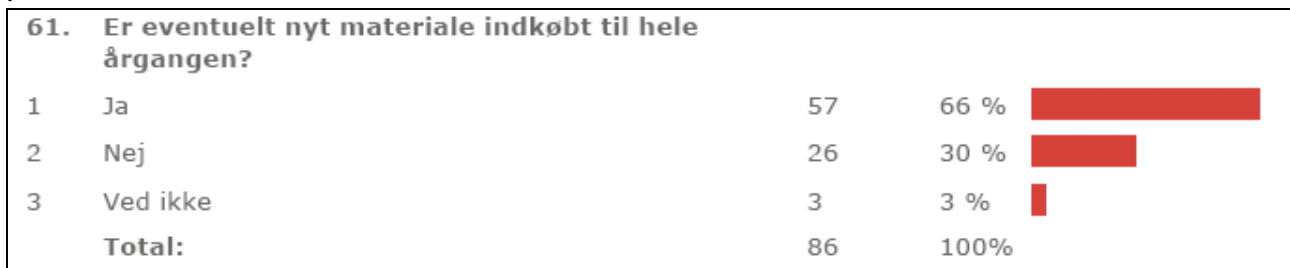 61. Er eventuelt nyt materiale indkøbt til hele
årgangen?
1 Ja 57 66 %
2 Nej 26 30 %
3 Ved ikke 3 3 %
Total: 86 100%